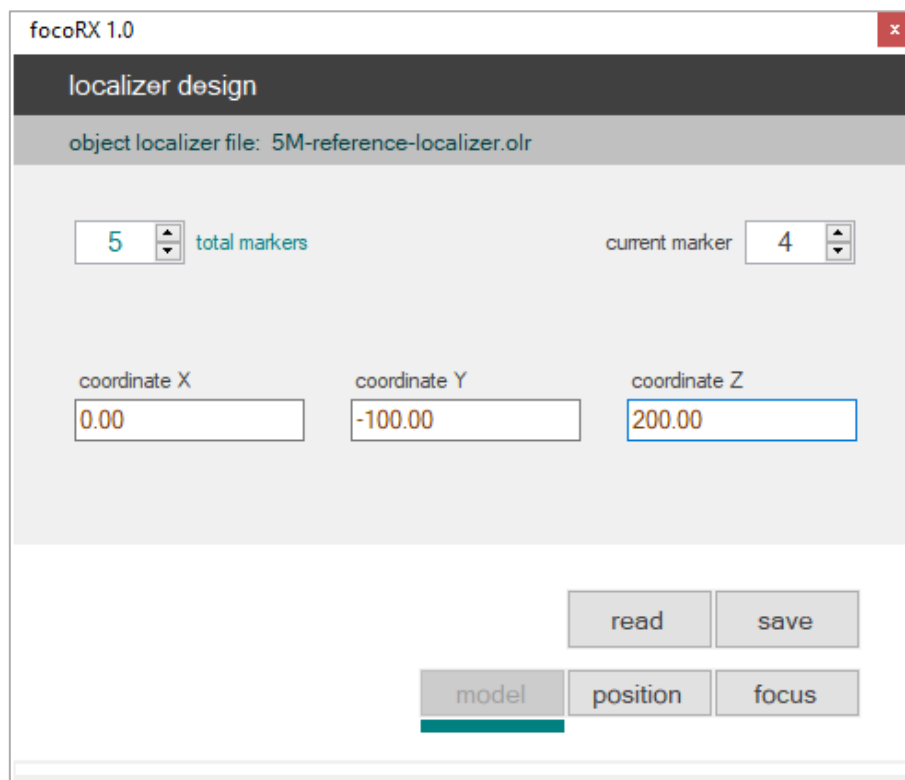 focoRX 1.0 x
localizer design
object localizer file: 5M-reference-localizer.olr
5 total markers current marker 4
coordinate X coordinate Y coordinate Z
0.00 -100.00 200.00
read save
model position focus